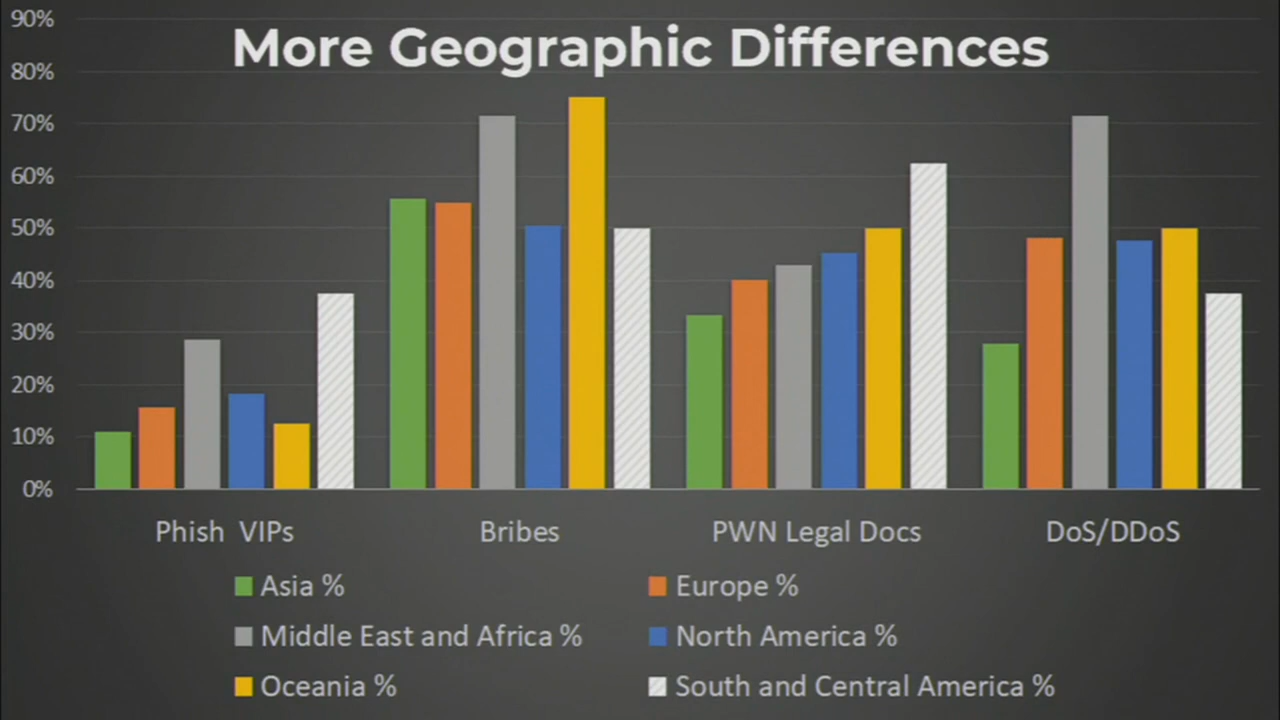 More Geographic Differences
90%
80%
70%
60%
50%
40%
30%
20%
10%
0%
Phish VIPs
Bribes
PWN Legal Docs
DoS/DDoS
Asia %
Europe %
Middle East and Africa %
North America %
Oceania %
South and Central America %